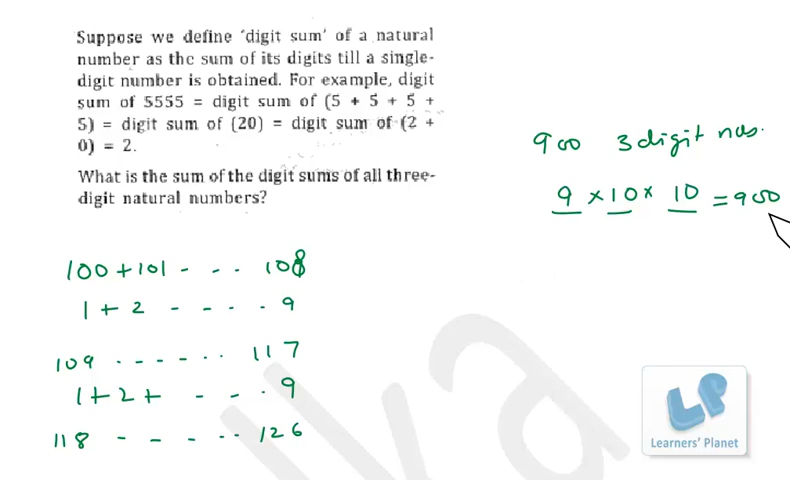 Suppose we define 'digit sum' of a natural
number as the sum of its digits till a single-
digit number is obtained. For example, digit
sum of 5555 = digit sum of (5 + 5 + 5 +
5) = digit sum of (20) = digit sum of (2 +
0) = 2.
What is the sum of the digit sums of all three-
digit natural numbers?
900 3 digit nos.
9 × 10 × 10 = 900
100 + 101 - - - 108
1 + 2 - - - - 9
109 - - - - - - 117
1 + 2 + - - - 9
118 - - - - - 126
LP
Learners' Planet